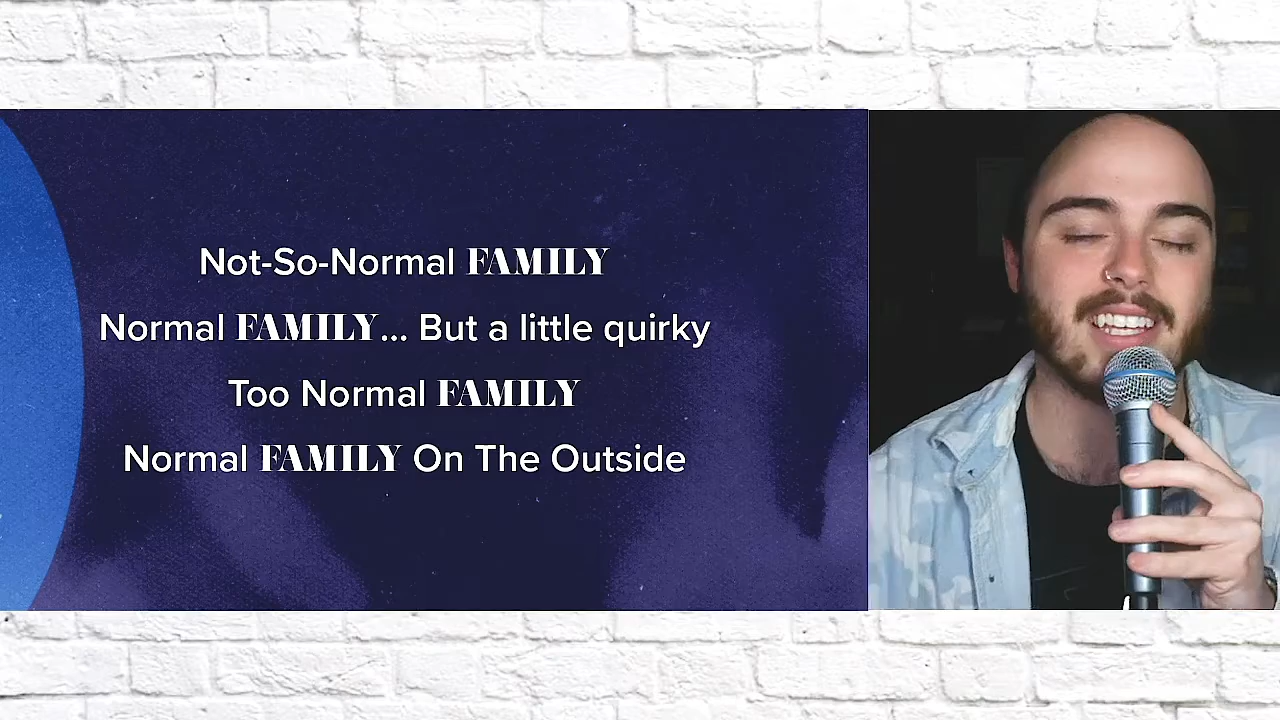 Not-So-Normal FAMILY
Normal FAMILY... But a little quirky
Too Normal FAMILY
Normal FAMILY On The Outside